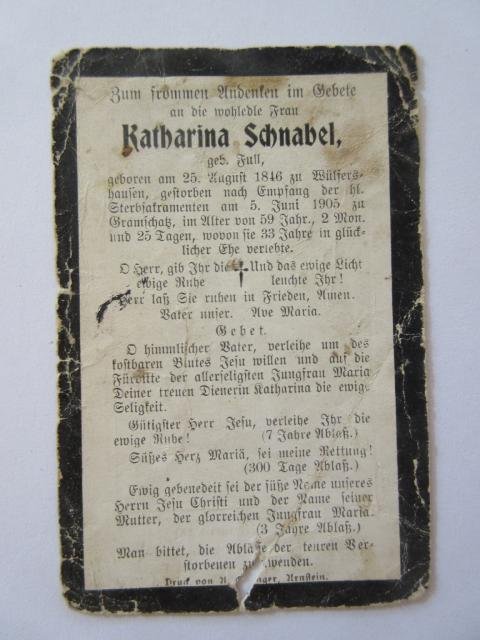 Zum frommen Andenken im Gebete
an die wohledle Frau
Katharina Schnabel,
geb. Full,
geboren am 25. August 1846 zu Wülfers-
hausen, gestorben nach Empfang der hl.
Sterbsakramenten am 5. Juni 1905 zu
Gramschatz, im Alter von 59 Jahr., 2 Mon.
und 25 Tagen, wovon sie 33 Jahre in glück-
licher Ehe verlebte.
O Herr, gib Ihr die ewige Ruhe
† Und das ewige Licht leuchte Ihr!
Herr laß Sie ruhen in Frieden, Amen.
Vater unser. Ave Maria.
Gebet.
O himmlischer Vater, verleihe um des
kostbaren Blutes Jesu willen und auf die
Fürbitte der allerseligsten Jungfrau Maria
Deiner treuen Dienerin Katharina die ewig-
Seligkeit.
Gütigster Herr Jesu, verleihe Ihr die
ewige Ruhe! (7 Jahre Ablaß.)
Süßes Herz Mariä, sei meine Rettung!
(300 Tage Ablaß.)
Ewig gebenedeit sei der süße Name unseres
Herrn Jesu Christi und der Name seiner
Mutter, der glorreichen Jungfrau Maria.
(3 Jahre Ablaß.)
Man bittet, die Ablässe der teuren Ver-
storbenen zuwenden.
Druck von Arnstein.